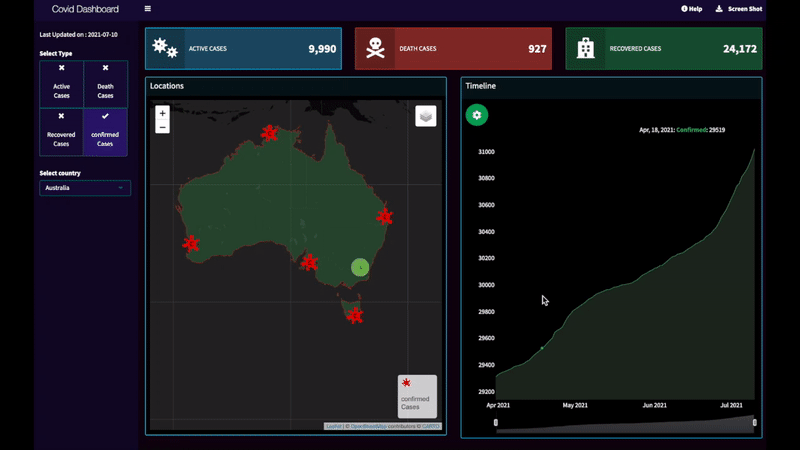 Covid Dashboard
Help
Screen Shot
Last Updated on : 2021-07-10
Select Type
Active Cases
Death Cases
Recovered Cases
confirmed Cases
Select country
Australia
ACTIVE CASES
9,990
DEATH CASES
927
RECOVERED CASES
24,172
Locations
+
−
confirmed
Cases
Leaflet | © OpenStreetMap contributors © CARTO
Timeline
Apr, 18, 2021: Confirmed: 29519
31000
30800
30600
30400
30200
30000
29800
29600
29400
29200
Apr 2021
May 2021
Jun 2021
Jul 2021